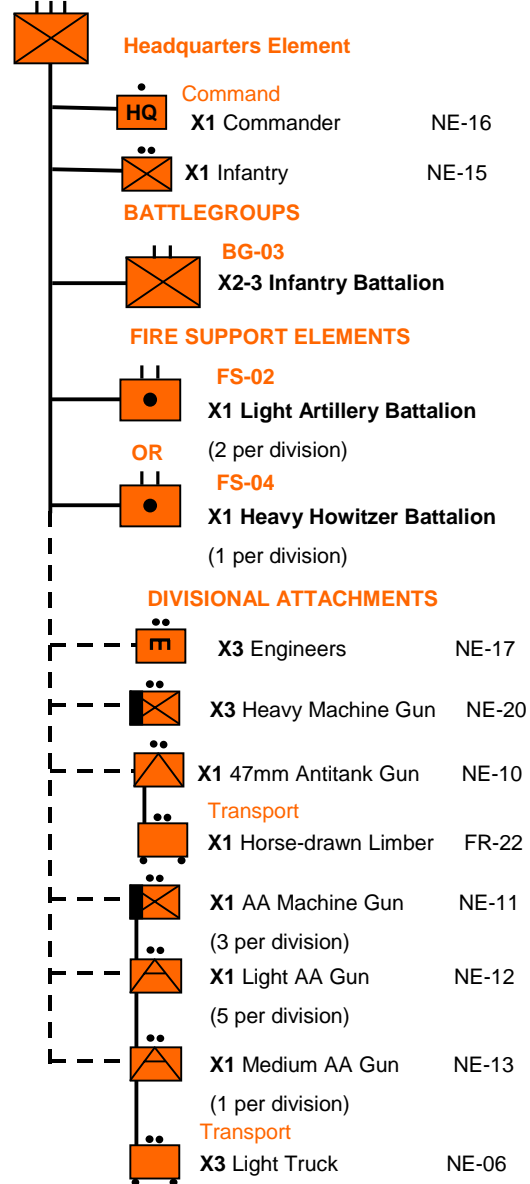 Headquarters Element
Command
HQ
X1 Commander NE-16
X1 Infantry NE-15
BATTLEGROUPS
BG-03
X2-3 Infantry Battalion
FIRE SUPPORT ELEMENTS
FS-02
X1 Light Artillery Battalion
(2 per division)
OR
FS-04
X1 Heavy Howitzer Battalion
(1 per division)
DIVISIONAL ATTACHMENTS
X3 Engineers NE-17
X3 Heavy Machine Gun NE-20
X1 47mm Antitank Gun NE-10
Transport
X1 Horse-drawn Limber FR-22
X1 AA Machine Gun NE-11
(3 per division)
X1 Light AA Gun NE-12
(5 per division)
X1 Medium AA Gun NE-13
(1 per division)
Transport
X3 Light Truck NE-06